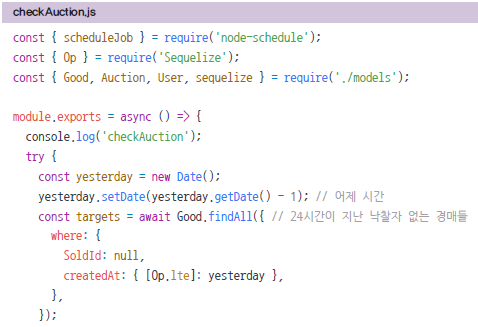 checkAuction.js
const { scheduleJob } = require('node-schedule');
const { Op } = require('Sequelize');
const { Good, Auction, User, sequelize } = require('./models');
module.exports = async () => {
console.log('checkAuction');
try {
const yesterday = new Date();
yesterday.setDate(yesterday.getDate() - 1); // 어제 시간
const targets = await Good.findAll({ // 24시간이 지난 낙찰자 없는 경매들
where: {
SoldId: null,
createdAt: { [Op.lte]: yesterday },
},
});